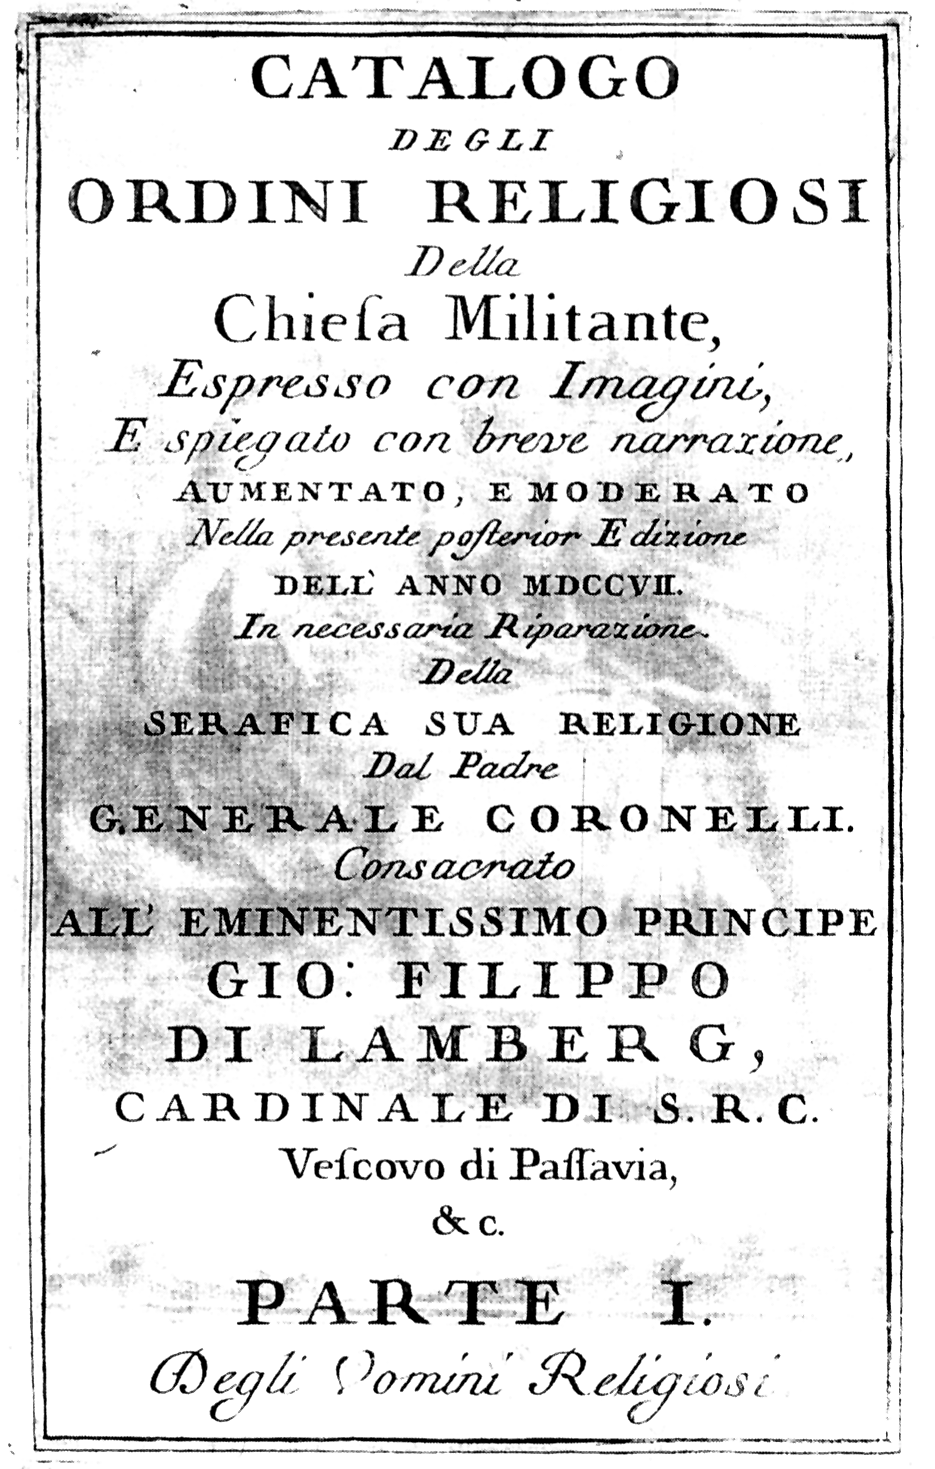 CATALOGO
DEGLI
ORDINI RELIGIOSI
Della
Chieſa Militante,
Espresso con Imagini,
E spiegato con breve narrazione,
AUMENTATO, E MODERATO
Nella presente poſterior Edizione
DELL' ANNO MDCCVII.
In necessaria Riparazione.
Della
SERAFICA SUA RELIGIONE
Dal Padre
GENERALE CORONELLI.
Consacrato
ALL' EMINENTISSIMO PRINCIPE
GIO: FILIPPO
DI LAMBERG,
CARDINALE DI S. R. C.
Veſcovo di Paſſavia,
& c.
PARTE I.
Degli Vomini Religiosi